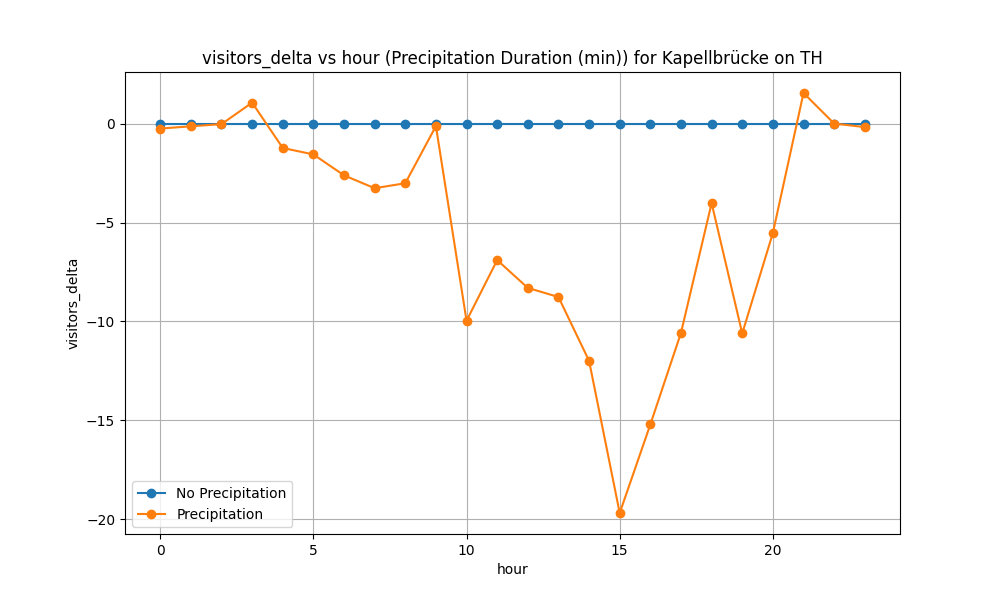 visitors_delta vs hour (Precipitation Duration (min)) for Kapellbrücke on TH
visitors_delta
0
−5
−10
−15
−20
No Precipitation
Precipitation
0 5 10 15 20
hour